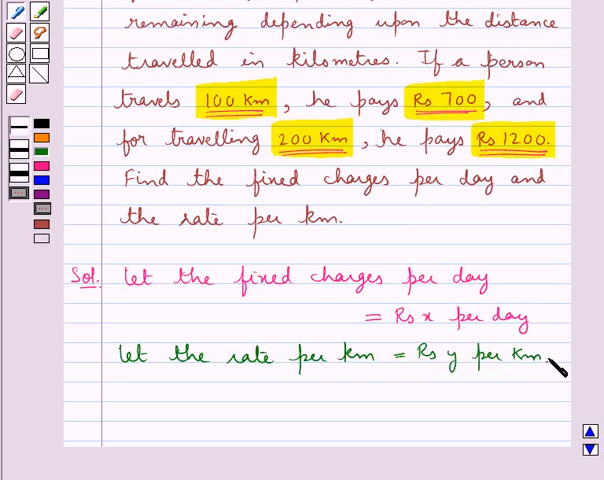 remaining depending upon the distance
travelled in kilometres. If a person
travels 100 Km, he pays Rs 700, and
for travelling 200 Km, he pays Rs 1200.
Find the fixed charges per day and
the rate per km.
Sol. let the fixed charges per day
= Rs x per day
let the rate per km = Rs y per Km.